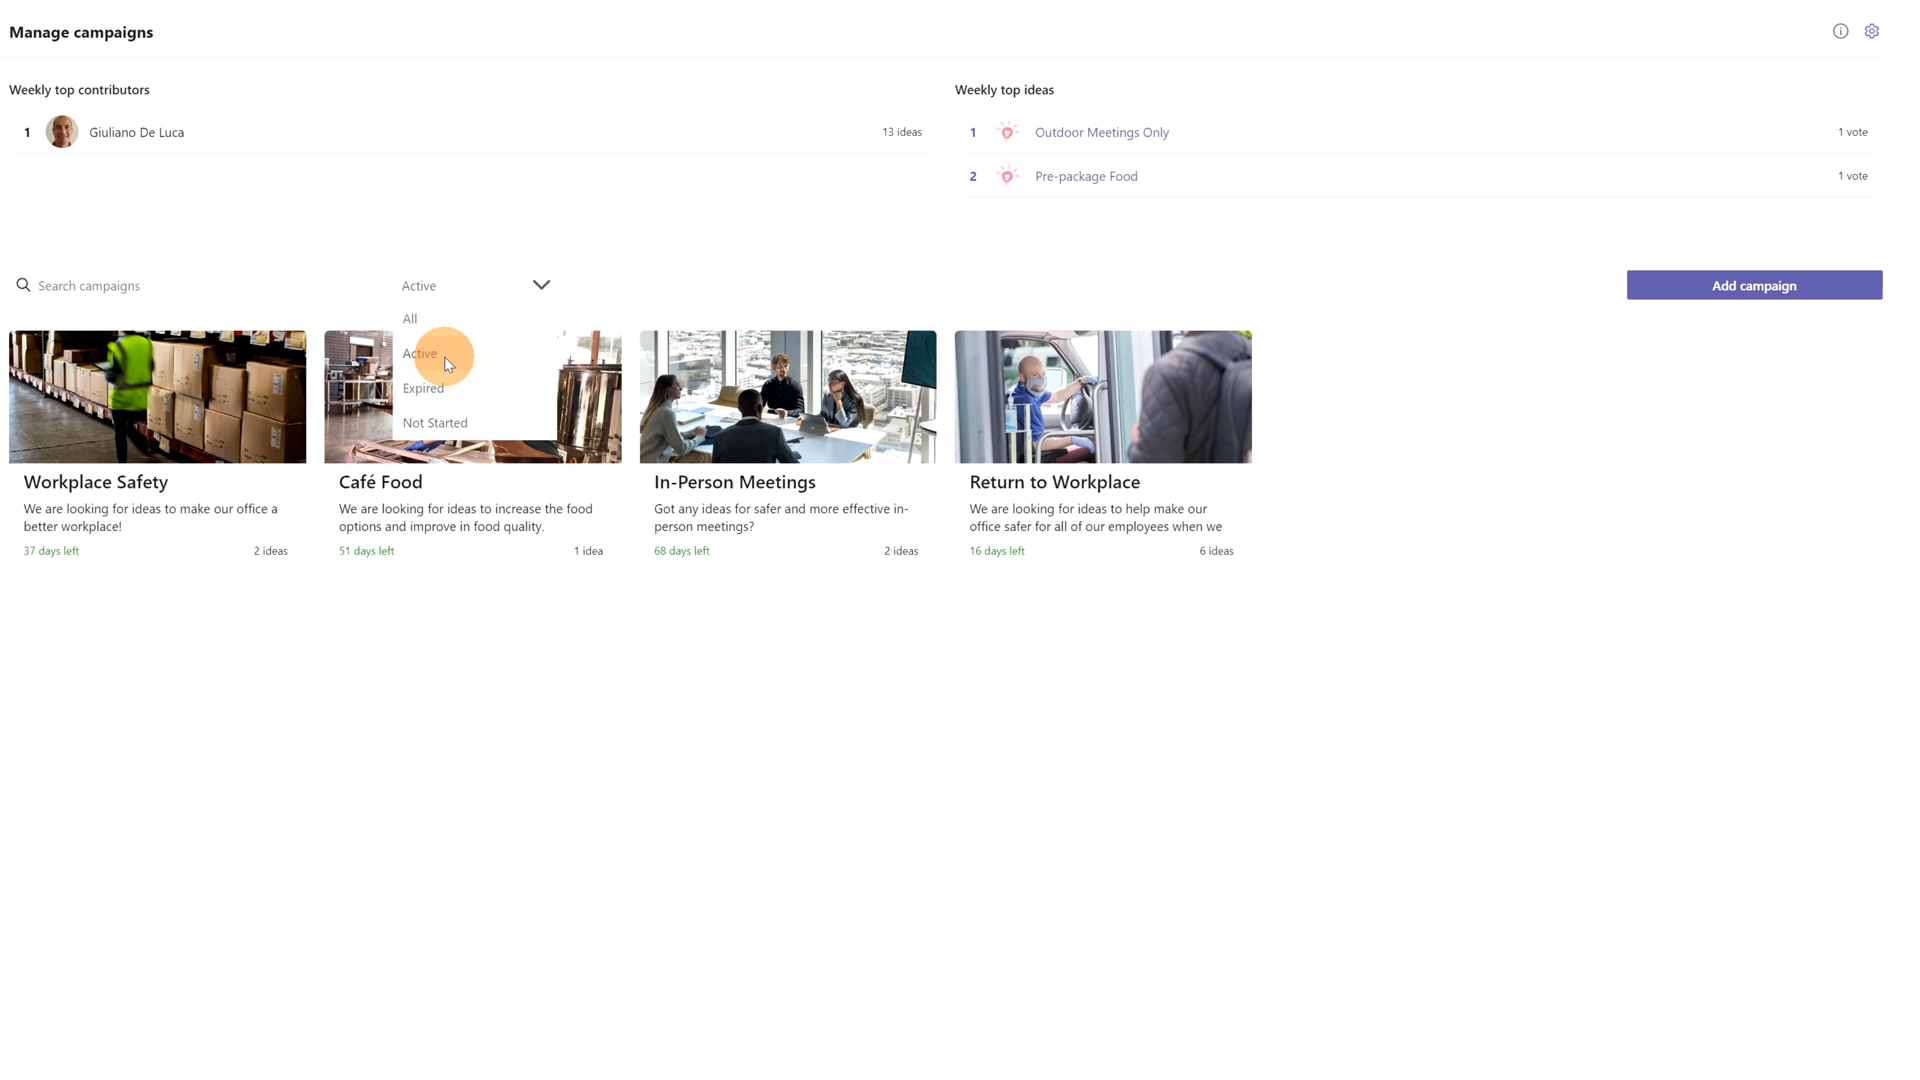 Manage campaigns
Weekly top contributors
1 Giuliano De Luca 13 ideas
Weekly top ideas
1 Outdoor Meetings Only 1 vote
2 Pre-package Food 1 vote
Search campaigns
Active
Add campaign
All
Active
Expired
Not Started
Workplace Safety
We are looking for ideas to make our office a
better workplace!
37 days left 2 ideas
Café Food
We are looking for ideas to increase the food
options and improve in food quality.
51 days left 1 idea
In-Person Meetings
Got any ideas for safer and more effective in-
person meetings?
68 days left 2 ideas
Return to Workplace
We are looking for ideas to help make our
office safer for all of our employees when we
16 days left 6 ideas